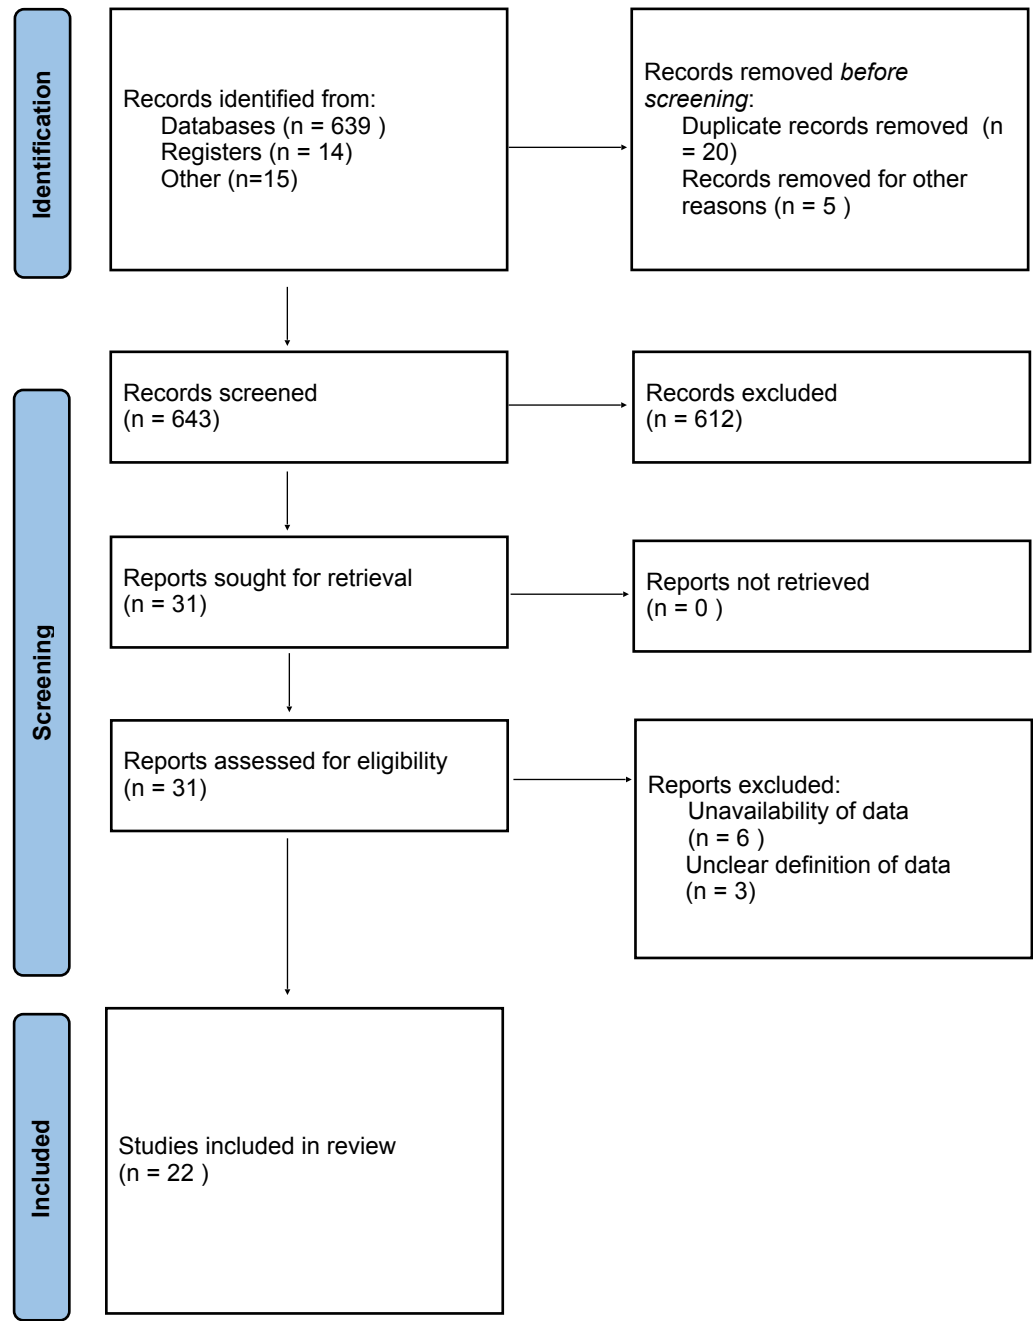 Identification
Records identified from:
Databases (n = 639 )
Registers (n = 14)
Other (n=15)
Records removed before
screening:
Duplicate records removed  (n
= 20)
Records removed for other
reasons (n = 5 )
Screening
Records screened
(n = 643)
Records excluded
(n = 612)
Reports sought for retrieval
(n = 31)
Reports not retrieved
(n = 0 )
Reports assessed for eligibility
(n = 31)
Reports excluded:
Unavailability of data
(n = 6 )
Unclear definition of data
(n = 3)
Included
Studies included in review
(n = 22 )